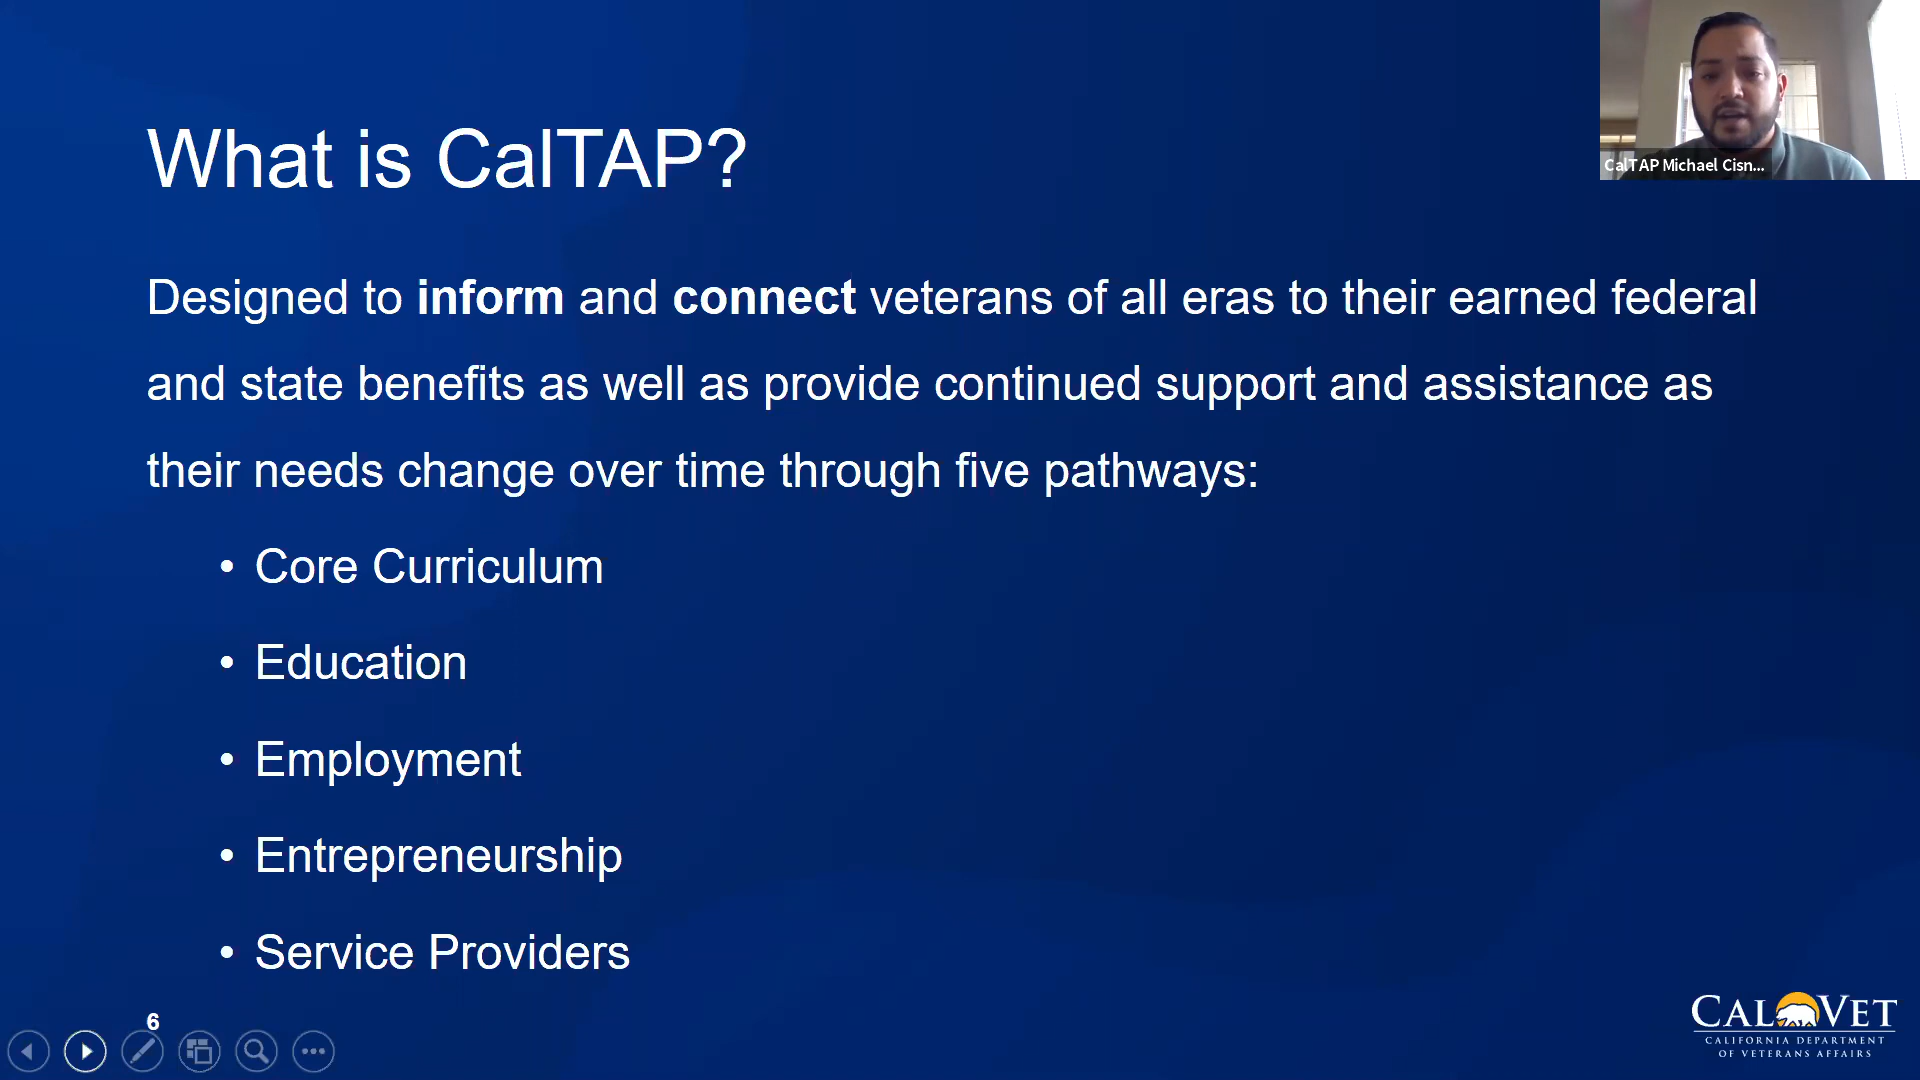 CalTAP Michael Cisn...
What is CalTAP?
Designed to inform and connect veterans of all eras to their earned federal
and state benefits as well as provide continued support and assistance as
their needs change over time through five pathways:
• Core Curriculum
• Education
• Employment
• Entrepreneurship
• Service Providers
6
CALVET
CALIFORNIA DEPARTMENT
OF VETERANS AFFAIRS